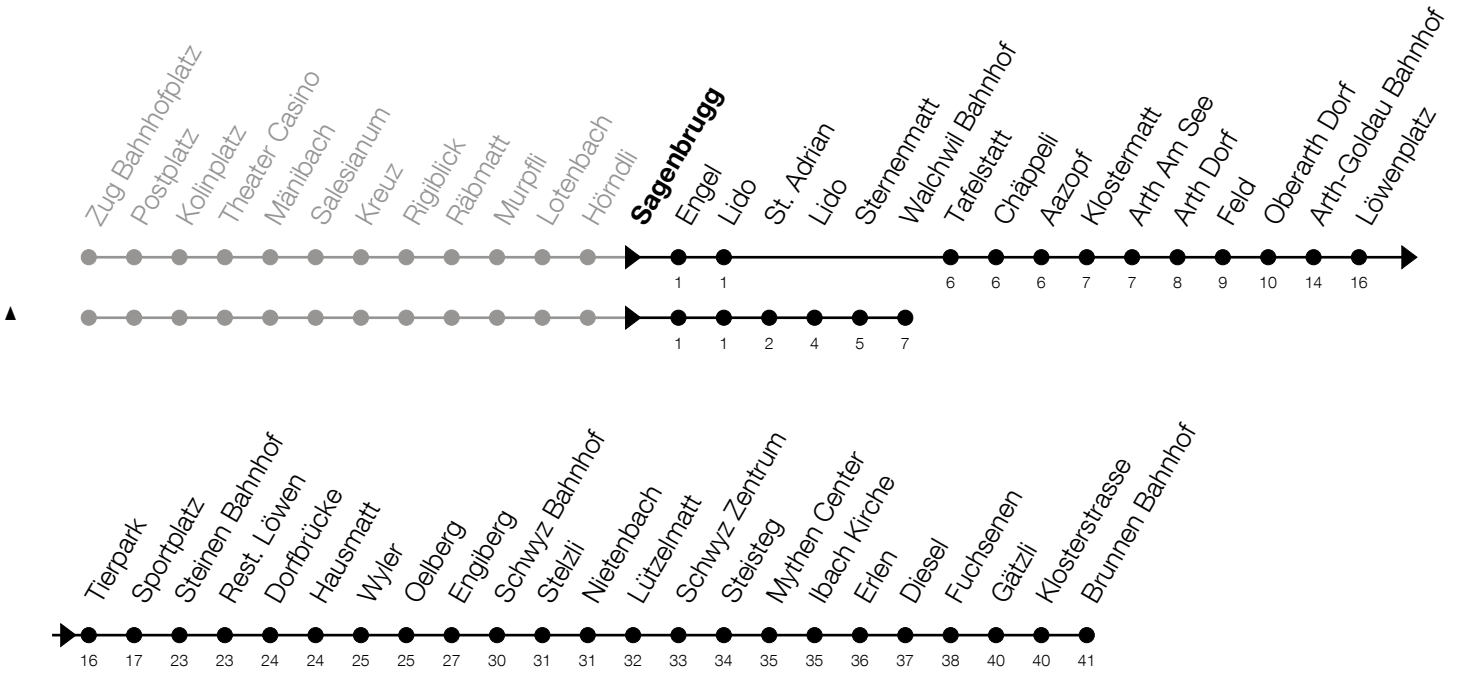 Zug Bahnhofplatz
Postplatz
Kolinplatz
Theater Casino
Mänibach
Salesianum
Kreuz
Rigiblick
Räbmatt
Murpfli
Lotenbach
Hörndli
Sagenbrugg
Engel
Lido
St. Adrian
Lido
Sternenmatt
Walchwil Bahnhof
Tafelstatt
Chäppeli
Aazopf
Klostermatt
Arth Am See
Arth Dorf
Feld
Oberarth Dorf
Arth-Goldau Bahnhof
Löwenplatz
1 1 6 6 6 7 7 8 9 10 14 16
1 1 2 4 5 7
Tierpark
Sportplatz
Steinen Bahnhof
Rest. Löwen
Dorfbrücke
Hausmatt
Wyler
Oelberg
Engiberg
Schwyz Bahnhof
Stelzli
Nietenbach
Lützelmatt
Schwyz Zentrum
Steisteg
Mythen Center
Ibach Kirche
Erlen
Diesel
Fuchsenen
Gätzli
Klosterstrasse
Brunnen Bahnhof
16 17 23 23 24 24 25 25 27 30 31 31 32 33 34 35 35 36 37 38 40 40 41